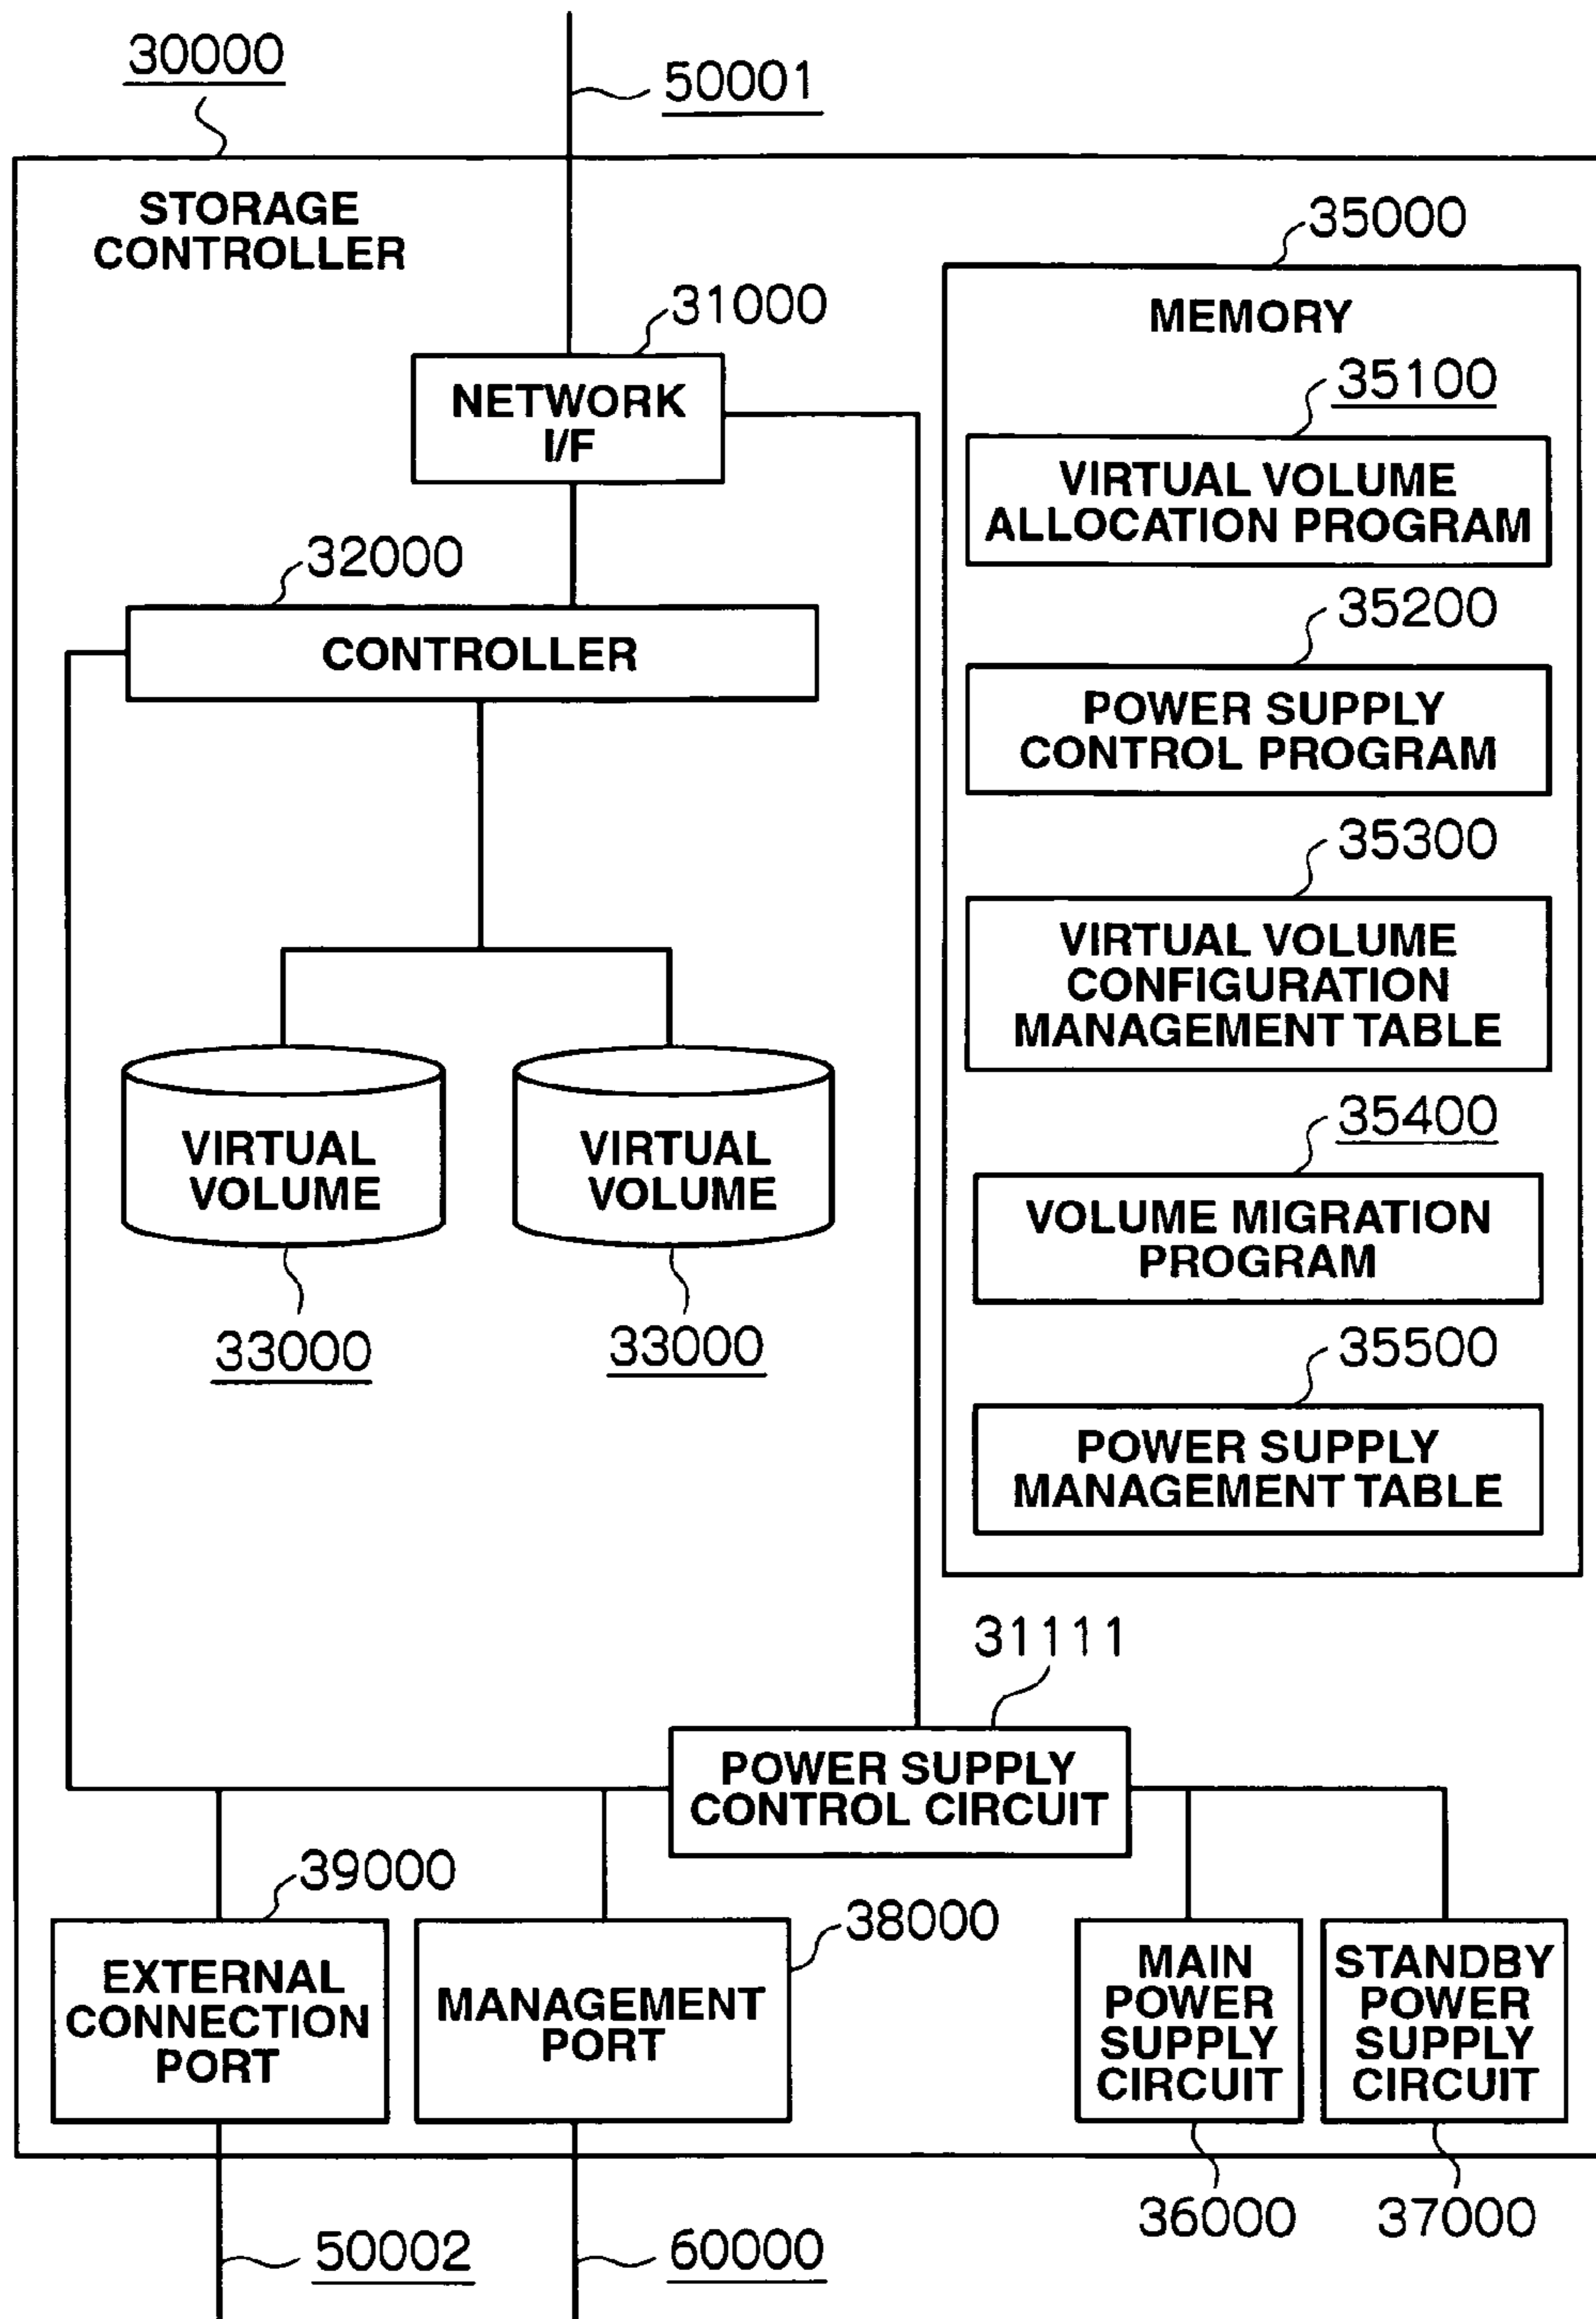 30000
50001
STORAGE
CONTROLLER
35000
31000
MEMORY
NETWORK
I/F
35100
VIRTUAL VOLUME
ALLOCATION PROGRAM
32000
CONTROLLER
35200
POWER SUPPLY
CONTROL PROGRAM
35300
VIRTUAL VOLUME
CONFIGURATION
MANAGEMENT TABLE
VIRTUAL
VOLUME
VIRTUAL
VOLUME
33000
33000
35400
VOLUME MIGRATION
PROGRAM
35500
POWER SUPPLY
MANAGEMENT TABLE
31111
POWER SUPPLY
CONTROL CIRCUIT
39000
EXTERNAL
CONNECTION
PORT
38000
MANAGEMENT
PORT
MAIN
POWER
SUPPLY
CIRCUIT
STANDBY
POWER
SUPPLY
CIRCUIT
36000
37000
50002
60000